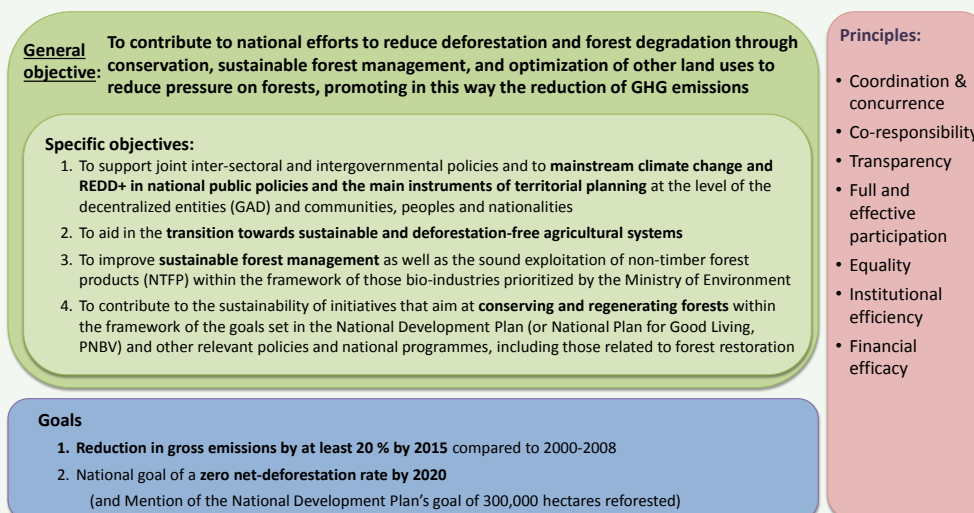 General
objective:
To contribute to national efforts to reduce deforestation and forest degradation through
conservation, sustainable forest management, and optimization of other land uses to
reduce pressure on forests, promoting in this way the reduction of GHG emissions
Specific objectives:
1. To support joint inter-sectoral and intergovernmental policies and to mainstream climate change and
REDD+ in national public policies and the main instruments of territorial planning at the level of the
decentralized entities (GAD) and communities, peoples and nationalities
2. To aid in the transition towards sustainable and deforestation-free agricultural systems
3. To improve sustainable forest management as well as the sound exploitation of non-timber forest
products (NTFP) within the framework of those bio-industries prioritized by the Ministry of Environment
4. To contribute to the sustainability of initiatives that aim at conserving and regenerating forests within
the framework of the goals set in the National Development Plan (or National Plan for Good Living,
PNBV) and other relevant policies and national programmes, including those related to forest restoration
Goals
1. Reduction in gross emissions by at least 20 % by 2015 compared to 2000-2008
2. National goal of a zero net-deforestation rate by 2020
(and Mention of the National Development Plan's goal of 300,000 hectares reforested)
Principles:
• Coordination &
concurrence
• Co-responsibility
• Transparency
• Full and
effective
participation
• Equality
• Institutional
efficiency
• Financial
efficacy